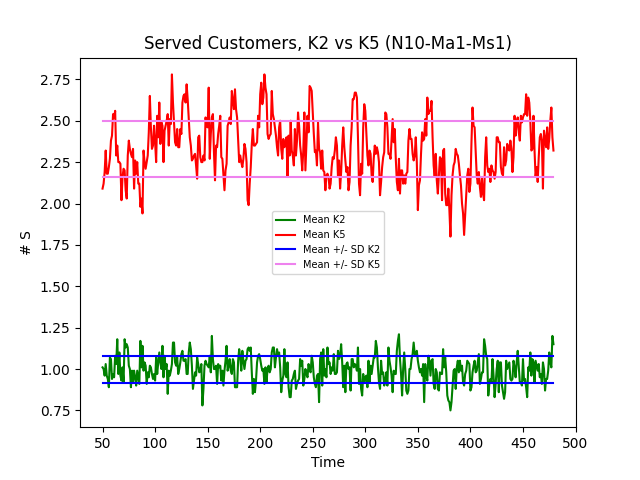 Served Customers, K2 vs K5 (N10-Ma1-Ms1)
2.75
2.50
2.25
2.00
1.75
1.50
1.25
1.00
0.75
# S
Mean K2
Mean K5
Mean +/- SD K2
Mean +/- SD K5
50 100 150 200 250 300 350 400 450 500
Time